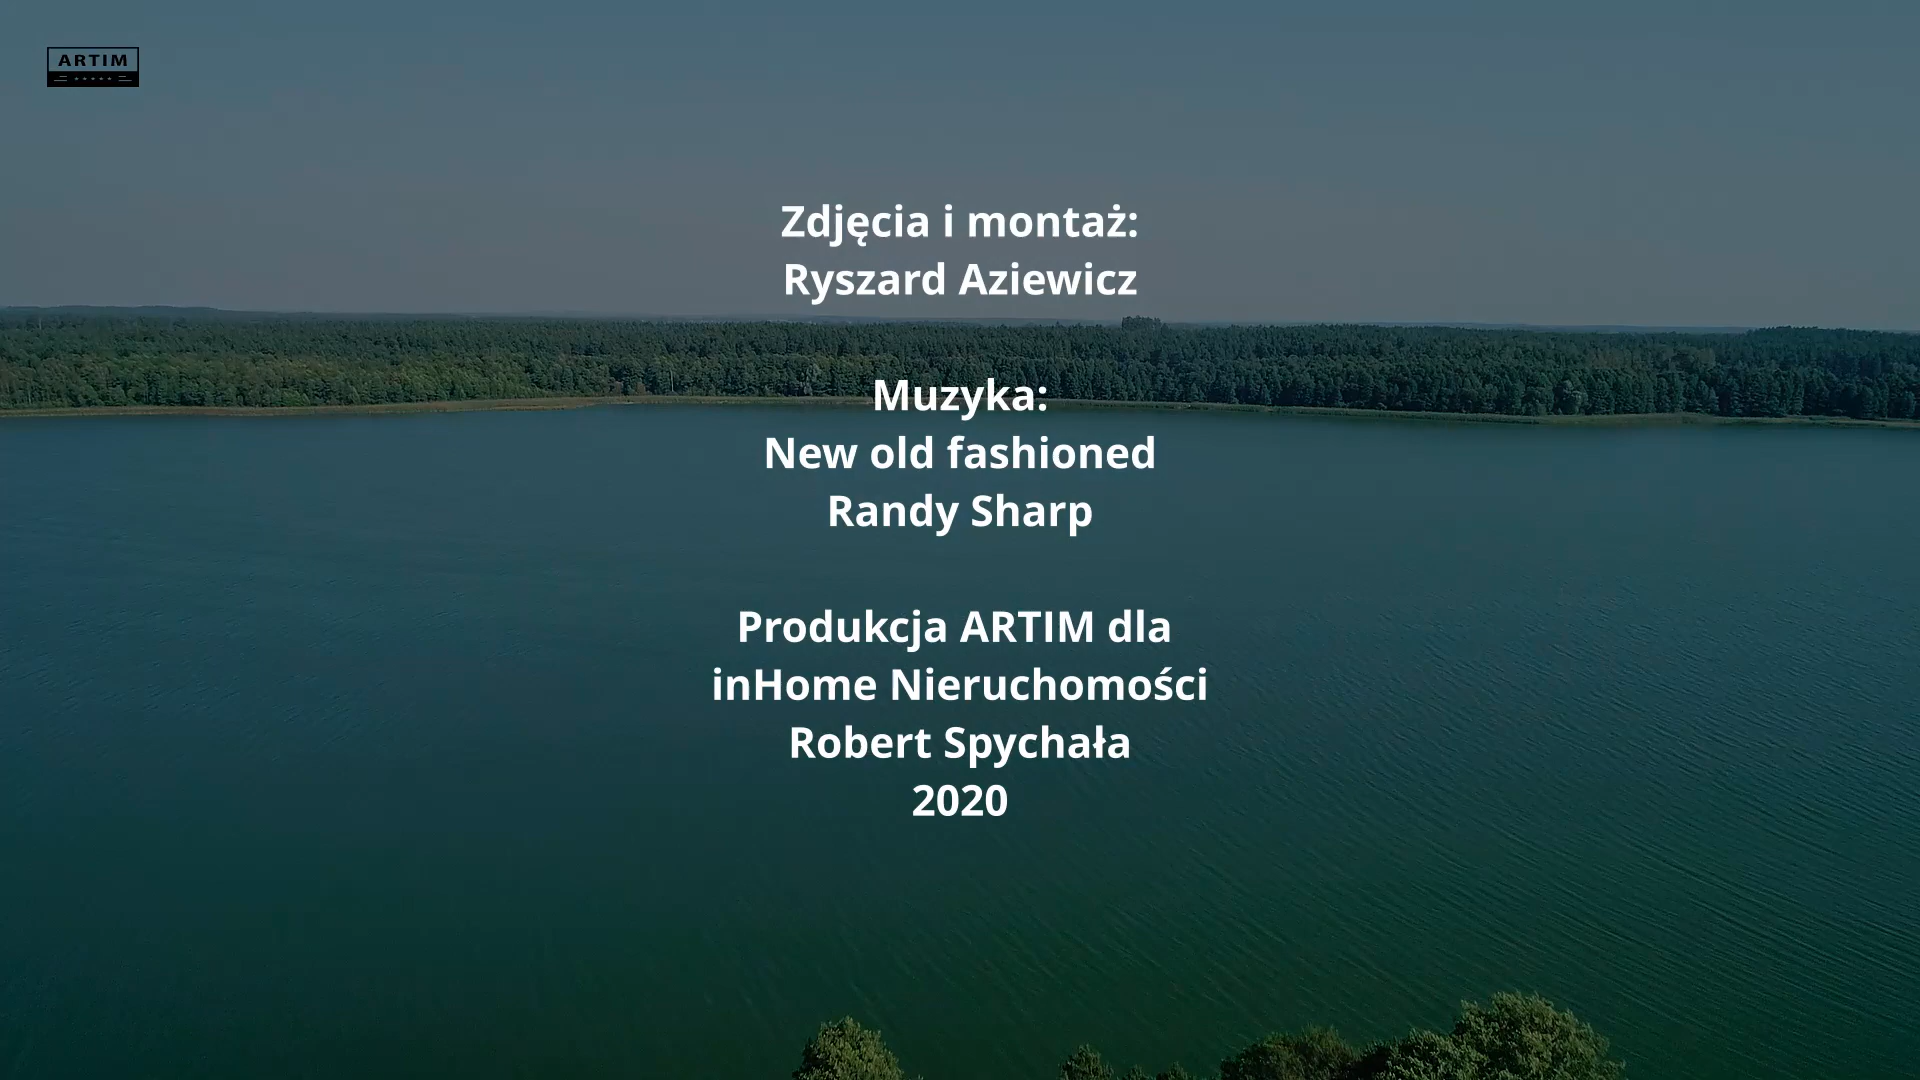 ARTIM
Zdjęcia i montaż:
Ryszard Aziewicz
Muzyka:
New old fashioned
Randy Sharp
Produkcja ARTIM dla
inHome Nieruchomości
Robert Spychała
2020